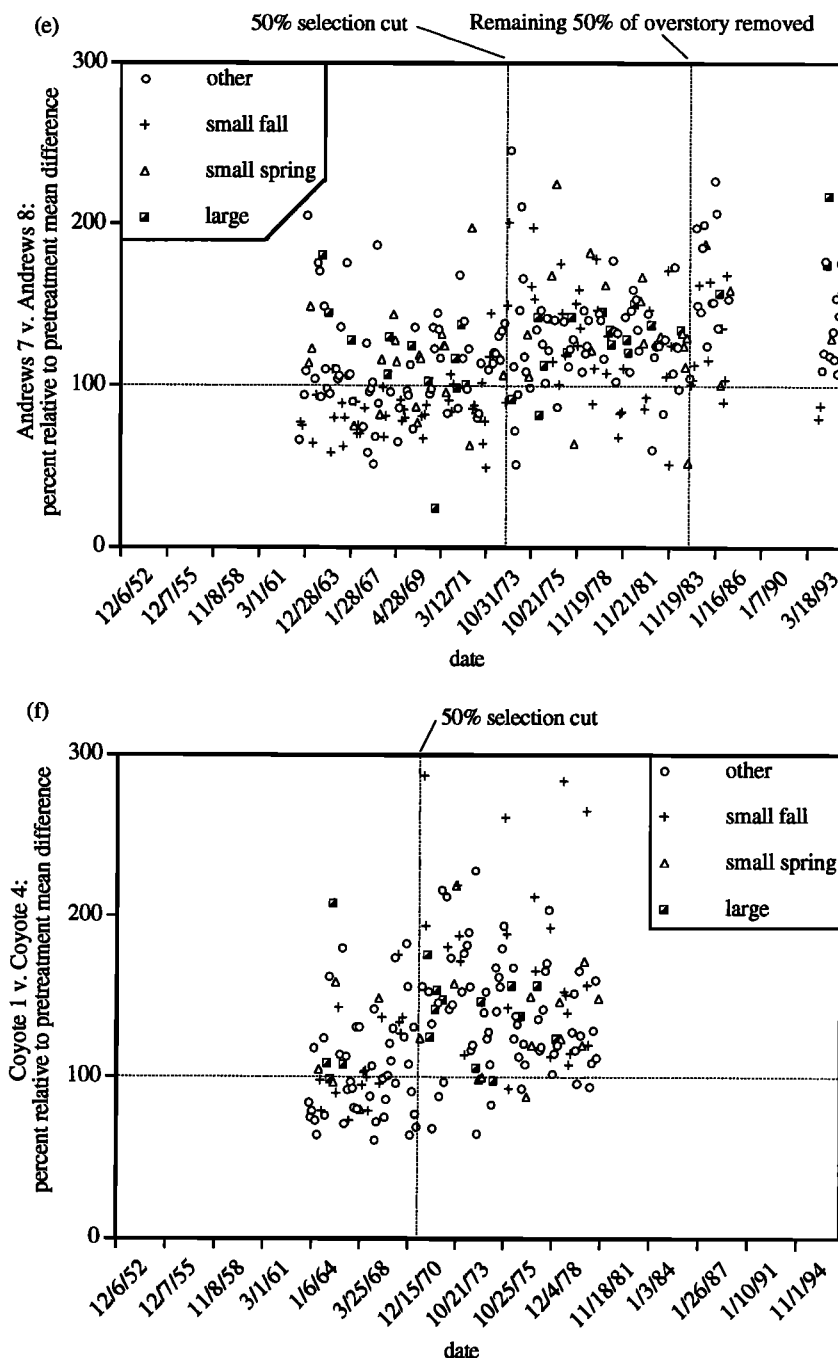 (e)
50% selection cut
Remaining 50% of overstory removed
300
200
100
0
other
small fall
small spring
large
Andrews 7 v. Andrews 8:
percent relative to pretreatment mean difference
12/6/52
12/7/55
11/8/58
3/1/61
12/28/63
1/28/67
4/28/69
3/12/71
10/31/73
10/21/75
11/19/78
11/21/81
11/19/83
1/16/86
1/7/90
3/18/93
date
(f)
50% selection cut
300
200
100
0
other
small fall
small spring
large
Coyote 1 v. Coyote 4:
percent relative to pretreatment mean difference
12/6/52
12/7/55
11/8/58
3/1/61
1/6/64
3/25/68
12/15/70
10/21/73
10/25/75
12/4/78
11/18/81
1/3/84
1/26/87
1/10/91
11/1/94
date